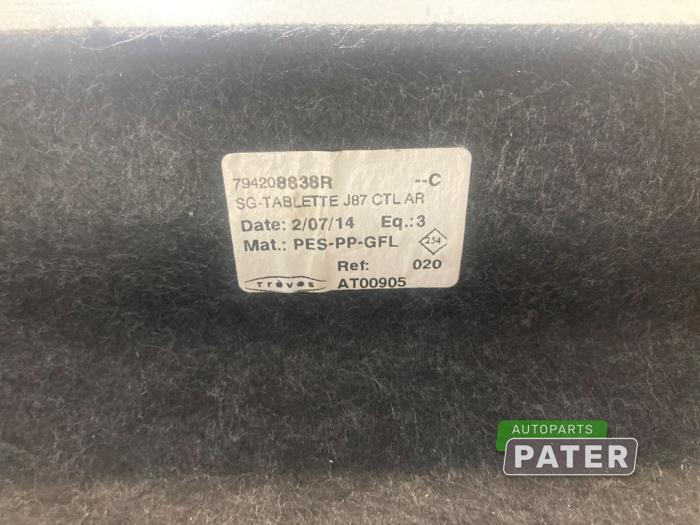 794208838R --C
SG-TABLETTE J87 CTL AR
Date: 2/07/14 Eq.: 3
Mat.: PES-PP-GFL 234
Ref: 020
Trèves AT00905
AUTOPARTS
PATER